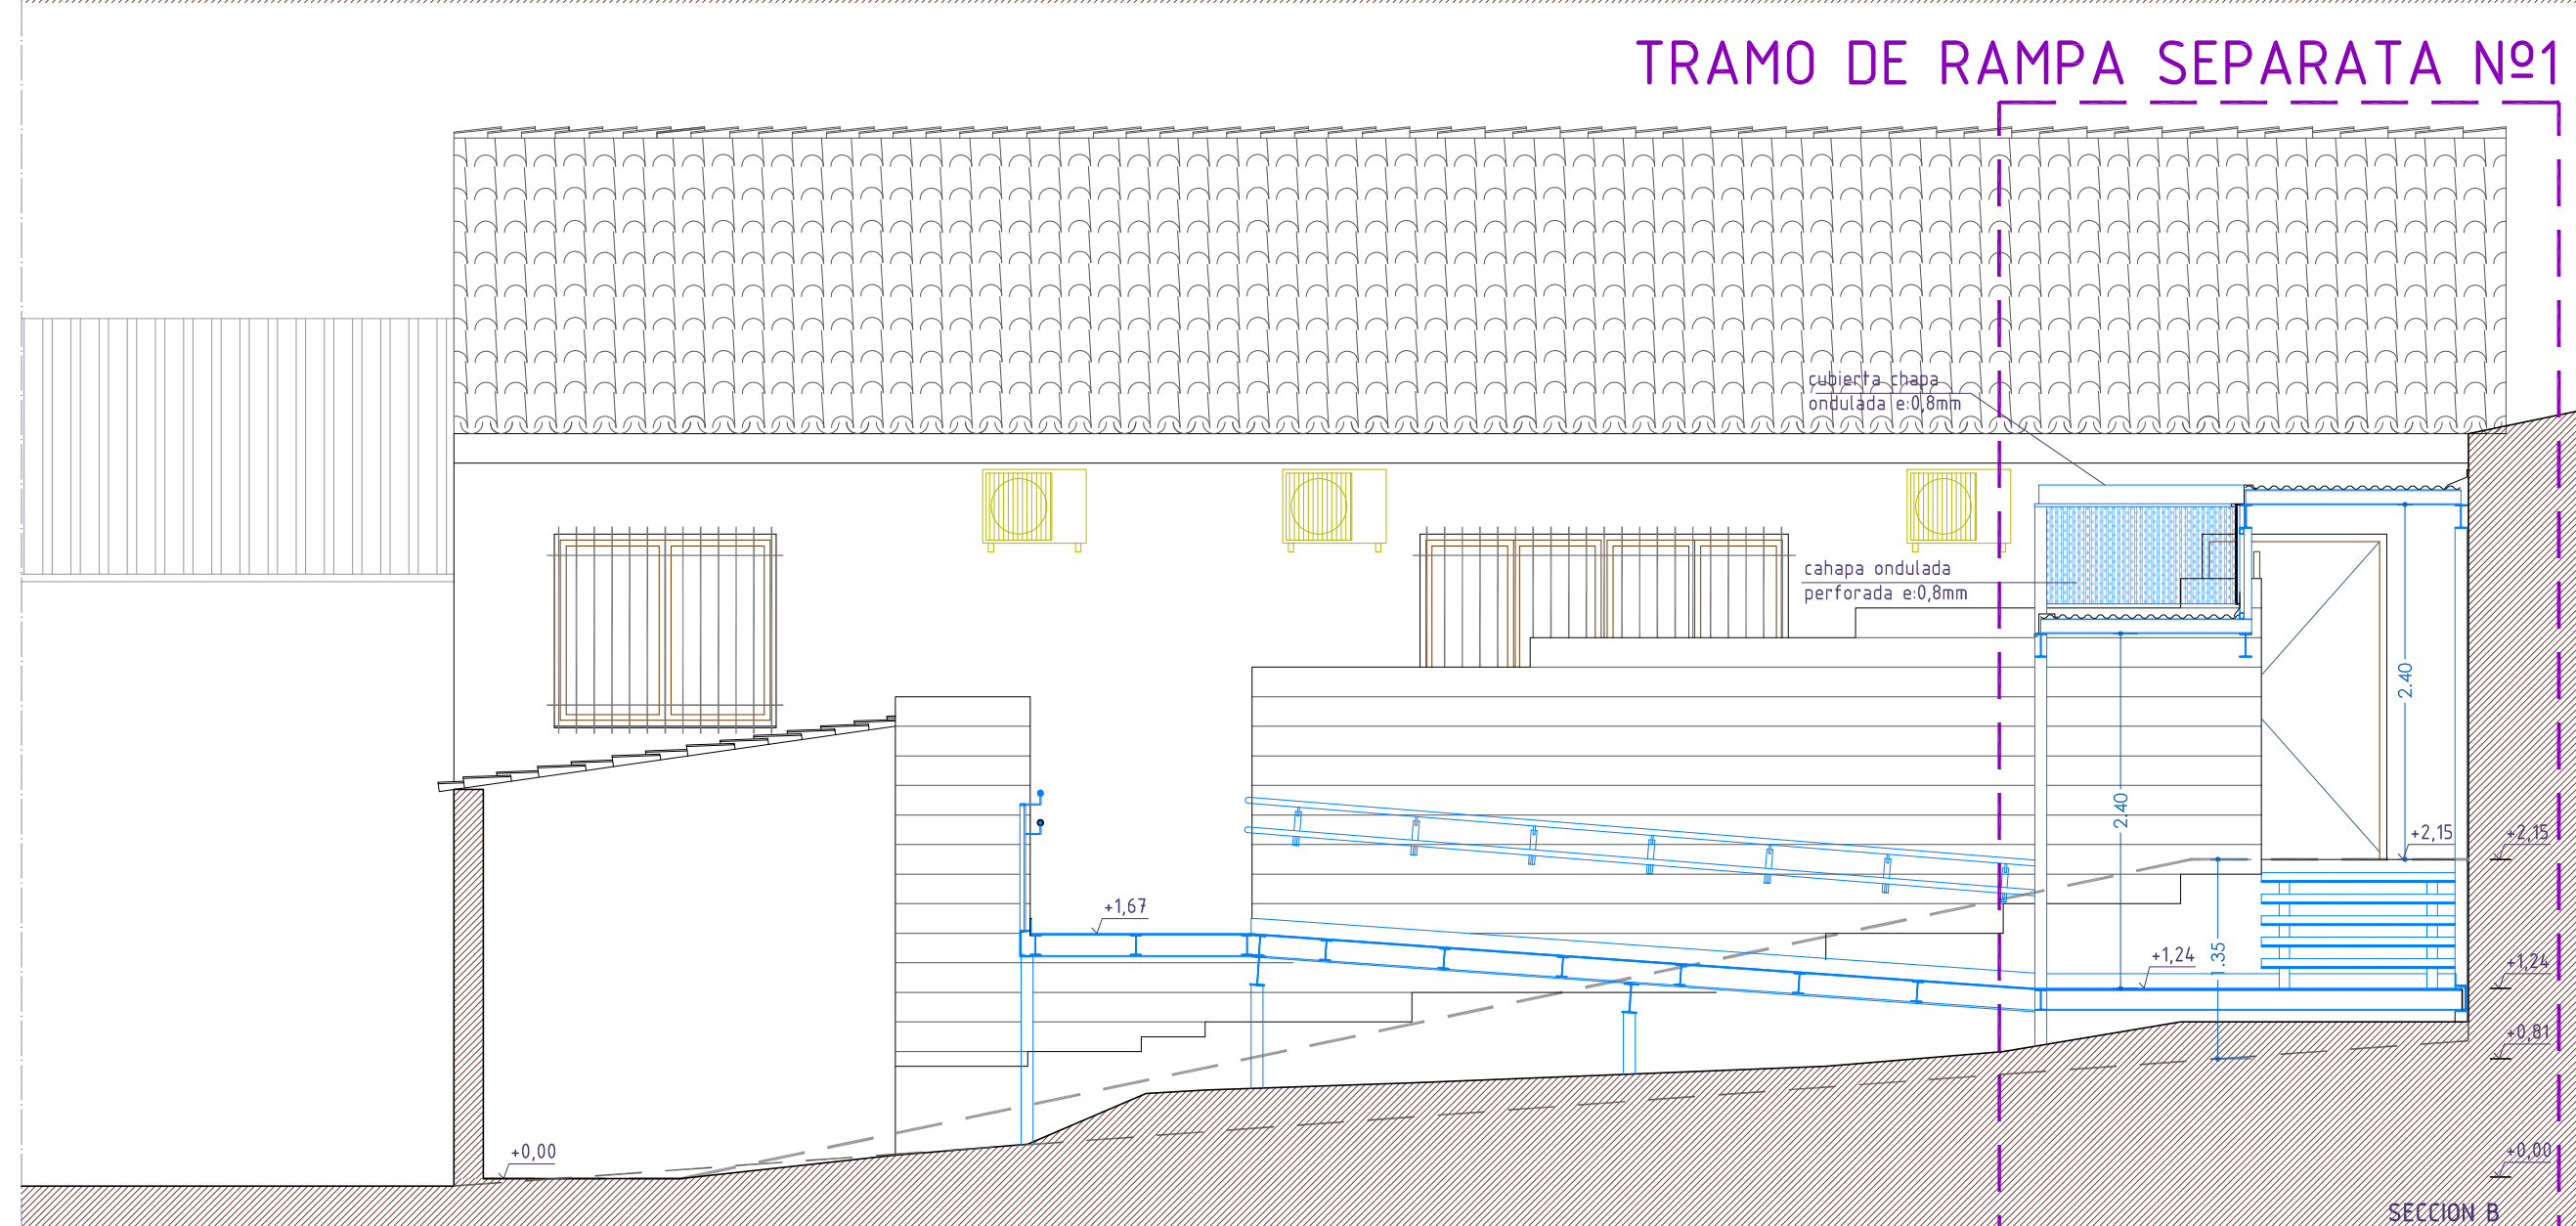 TRAMO DE RAMPA SEPARATA Nº1
cubierta chapa
ondulada e:0,8mm
cahapa ondulada
perforada e:0,8mm
2.40
2.40
+2,15
+2,15
+1,67
1.35
+1,24
+1,24
+0,81
+0,00
+0,00
SECCION B